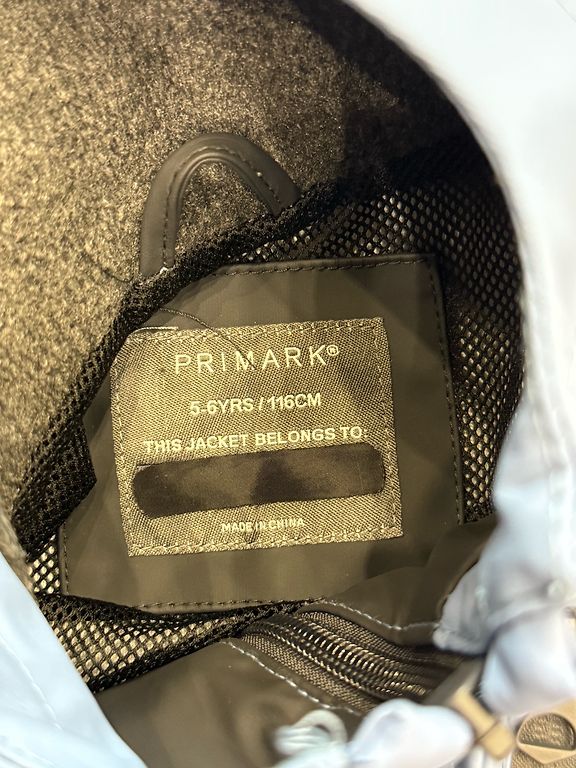 PRIMARK®
5-6YRS / 116CM
THIS JACKET BELONGS TO:
MADE IN CHINA